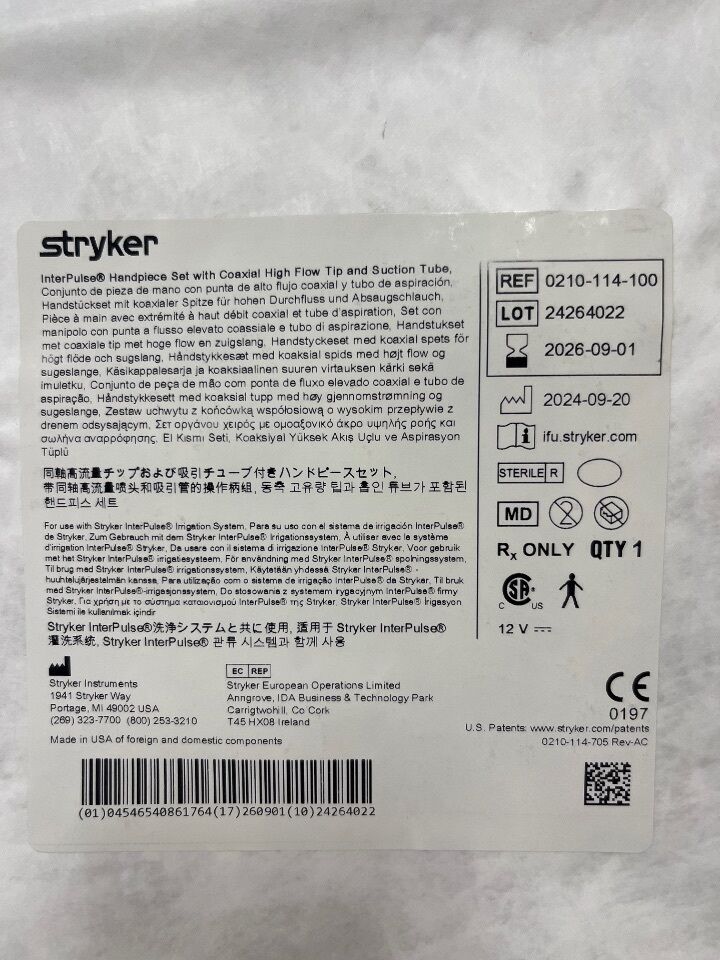 stryker
InterPulse® Handpiece Set with Coaxial High Flow Tip and Suction Tube,
Conjunto de pieza de mano con punta de alto flujo coaxial y tubo de aspiración,
Handstückset mit koaxialer Spitze für hohen Durchfluss und Absaugschlauch,
Pièce à main avec extrémité à haut débit coaxial et tube d'aspiration, Set con
manipolo con punta a flusso elevato coassiale e tubo di aspirazione, Handstukset
met coaxiale tip met hoge flow en zuigslang, Handstyckeset med koaxial spets för
högt flöde och sugslang, Håndstykkesæt med koaksial spids med højt flow og
sugeslange, Käsikappalesarja ja koaksiaalinen suuren virtauksen kärki sekä
imuletku, Conjunto de peça de mão com ponta de fluxo elevado coaxial e tubo de
aspiração, Håndstykkesett med koaksial tupp med høy gjennomstrømning og
sugeslange, Zestaw uchwytu z końcówką współosiową o wysokim przepływie z
drenem odsysającym, Σετ οργάνου χειρός με ομοαξονικό άκρο υψηλής ροής και
σωλήνα αναρρόφησης, El Kısmı Seti, Koaksiyal Yüksek Akış Uçlu ve Aspirasyon
Tüplü
同軸高流量チップおよび吸引チューブ付きハンドピースセット,
带同轴高流量喷头和吸引管的操作柄组, 동축 고유량 팁과 흡인 튜브가 포함된
핸드피스 세트
For use with Stryker InterPulse® Irrigation System, Para su uso con el sistema de irrigación InterPulse®
de Stryker, Zum Gebrauch mit dem Stryker InterPulse® Irrigationssystem, À utiliser avec le système
d'irrigation InterPulse® Stryker, Da usare con il sistema di irrigazione InterPulse® Stryker, Voor gebruik
met het Stryker InterPulse® irrigatiesysteem, För användning med Stryker InterPulse® spolningssystem,
Til brug med Stryker InterPulse® irrigationssystem, Käytetään yhdessä Stryker InterPulse® -
huuhtelujärjestelmän kanssa, Para utilização com o sistema de irrigação InterPulse® da Stryker, Til bruk
med Stryker InterPulse®-irrigasjonssystem, Do stosowania z systemem irygacyjnym InterPulse® firmy
Stryker, Για χρήση με το σύστημα καταιονισμού InterPulse® της Stryker, Stryker InterPulse® İrigasyon
Sistemi ile kullanılmak içindir
Stryker InterPulse®洗浄システムと共に使用, 适用于 Stryker InterPulse®
灌洗系统, Stryker InterPulse® 관류 시스템과 함께 사용
Stryker Instruments
1941 Stryker Way
Portage, MI 49002 USA
(269) 323-7700 (800) 253-3210
EC REP
Stryker European Operations Limited
Anngrove, IDA Business & Technology Park
Carrigtwohill, Co Cork
T45 HX08 Ireland
Made in USA of foreign and domestic components
(01)04546540861764(17)260901(10)24264022
REF 0210-114-100
LOT 24264022
2026-09-01
2024-09-20
i ifu.stryker.com
STERILE R
MD 2
Rx ONLY QTY 1
C SA® US
12 V
CE
0197
U.S. Patents: www.stryker.com/patents
0210-114-705 Rev-AC